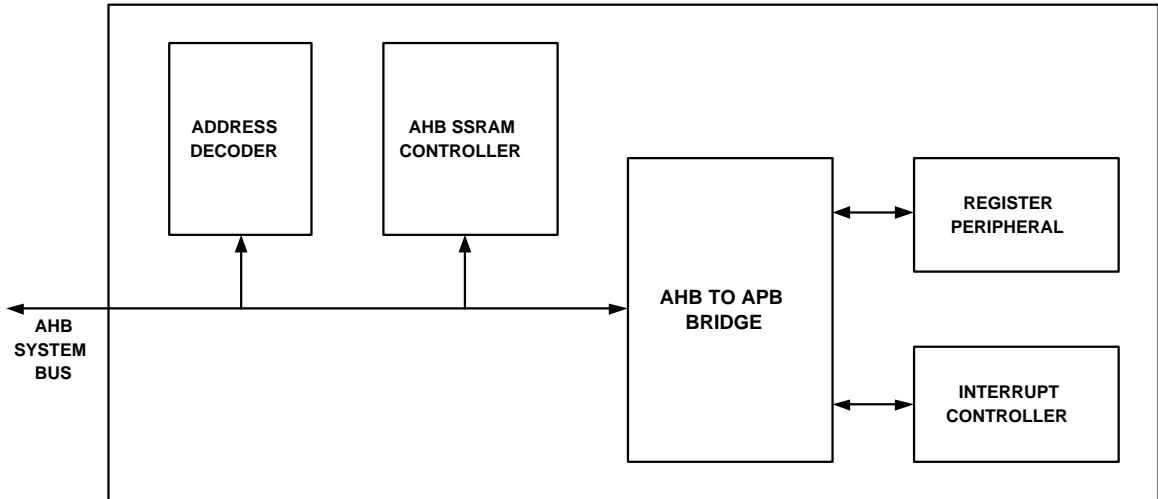 ADDRESS
DECODER
AHB SSRAM
CONTROLLER
REGISTER
PERIPHERAL
AHB TO APB
BRIDGE
AHB
SYSTEM
BUS
INTERRUPT
CONTROLLER